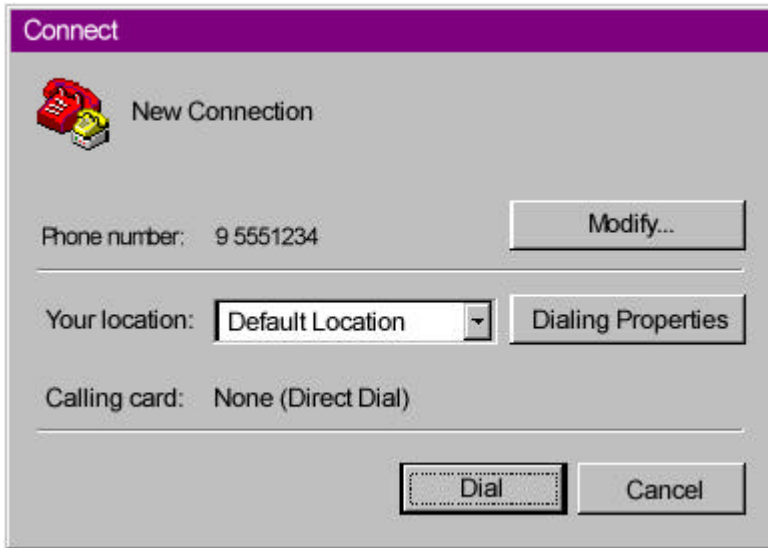 Connect
New Connection
Phone number: 9 5551234 Modify...
Your location: Default Location Dialing Properties
Calling card: None (Direct Dial)
Dial Cancel